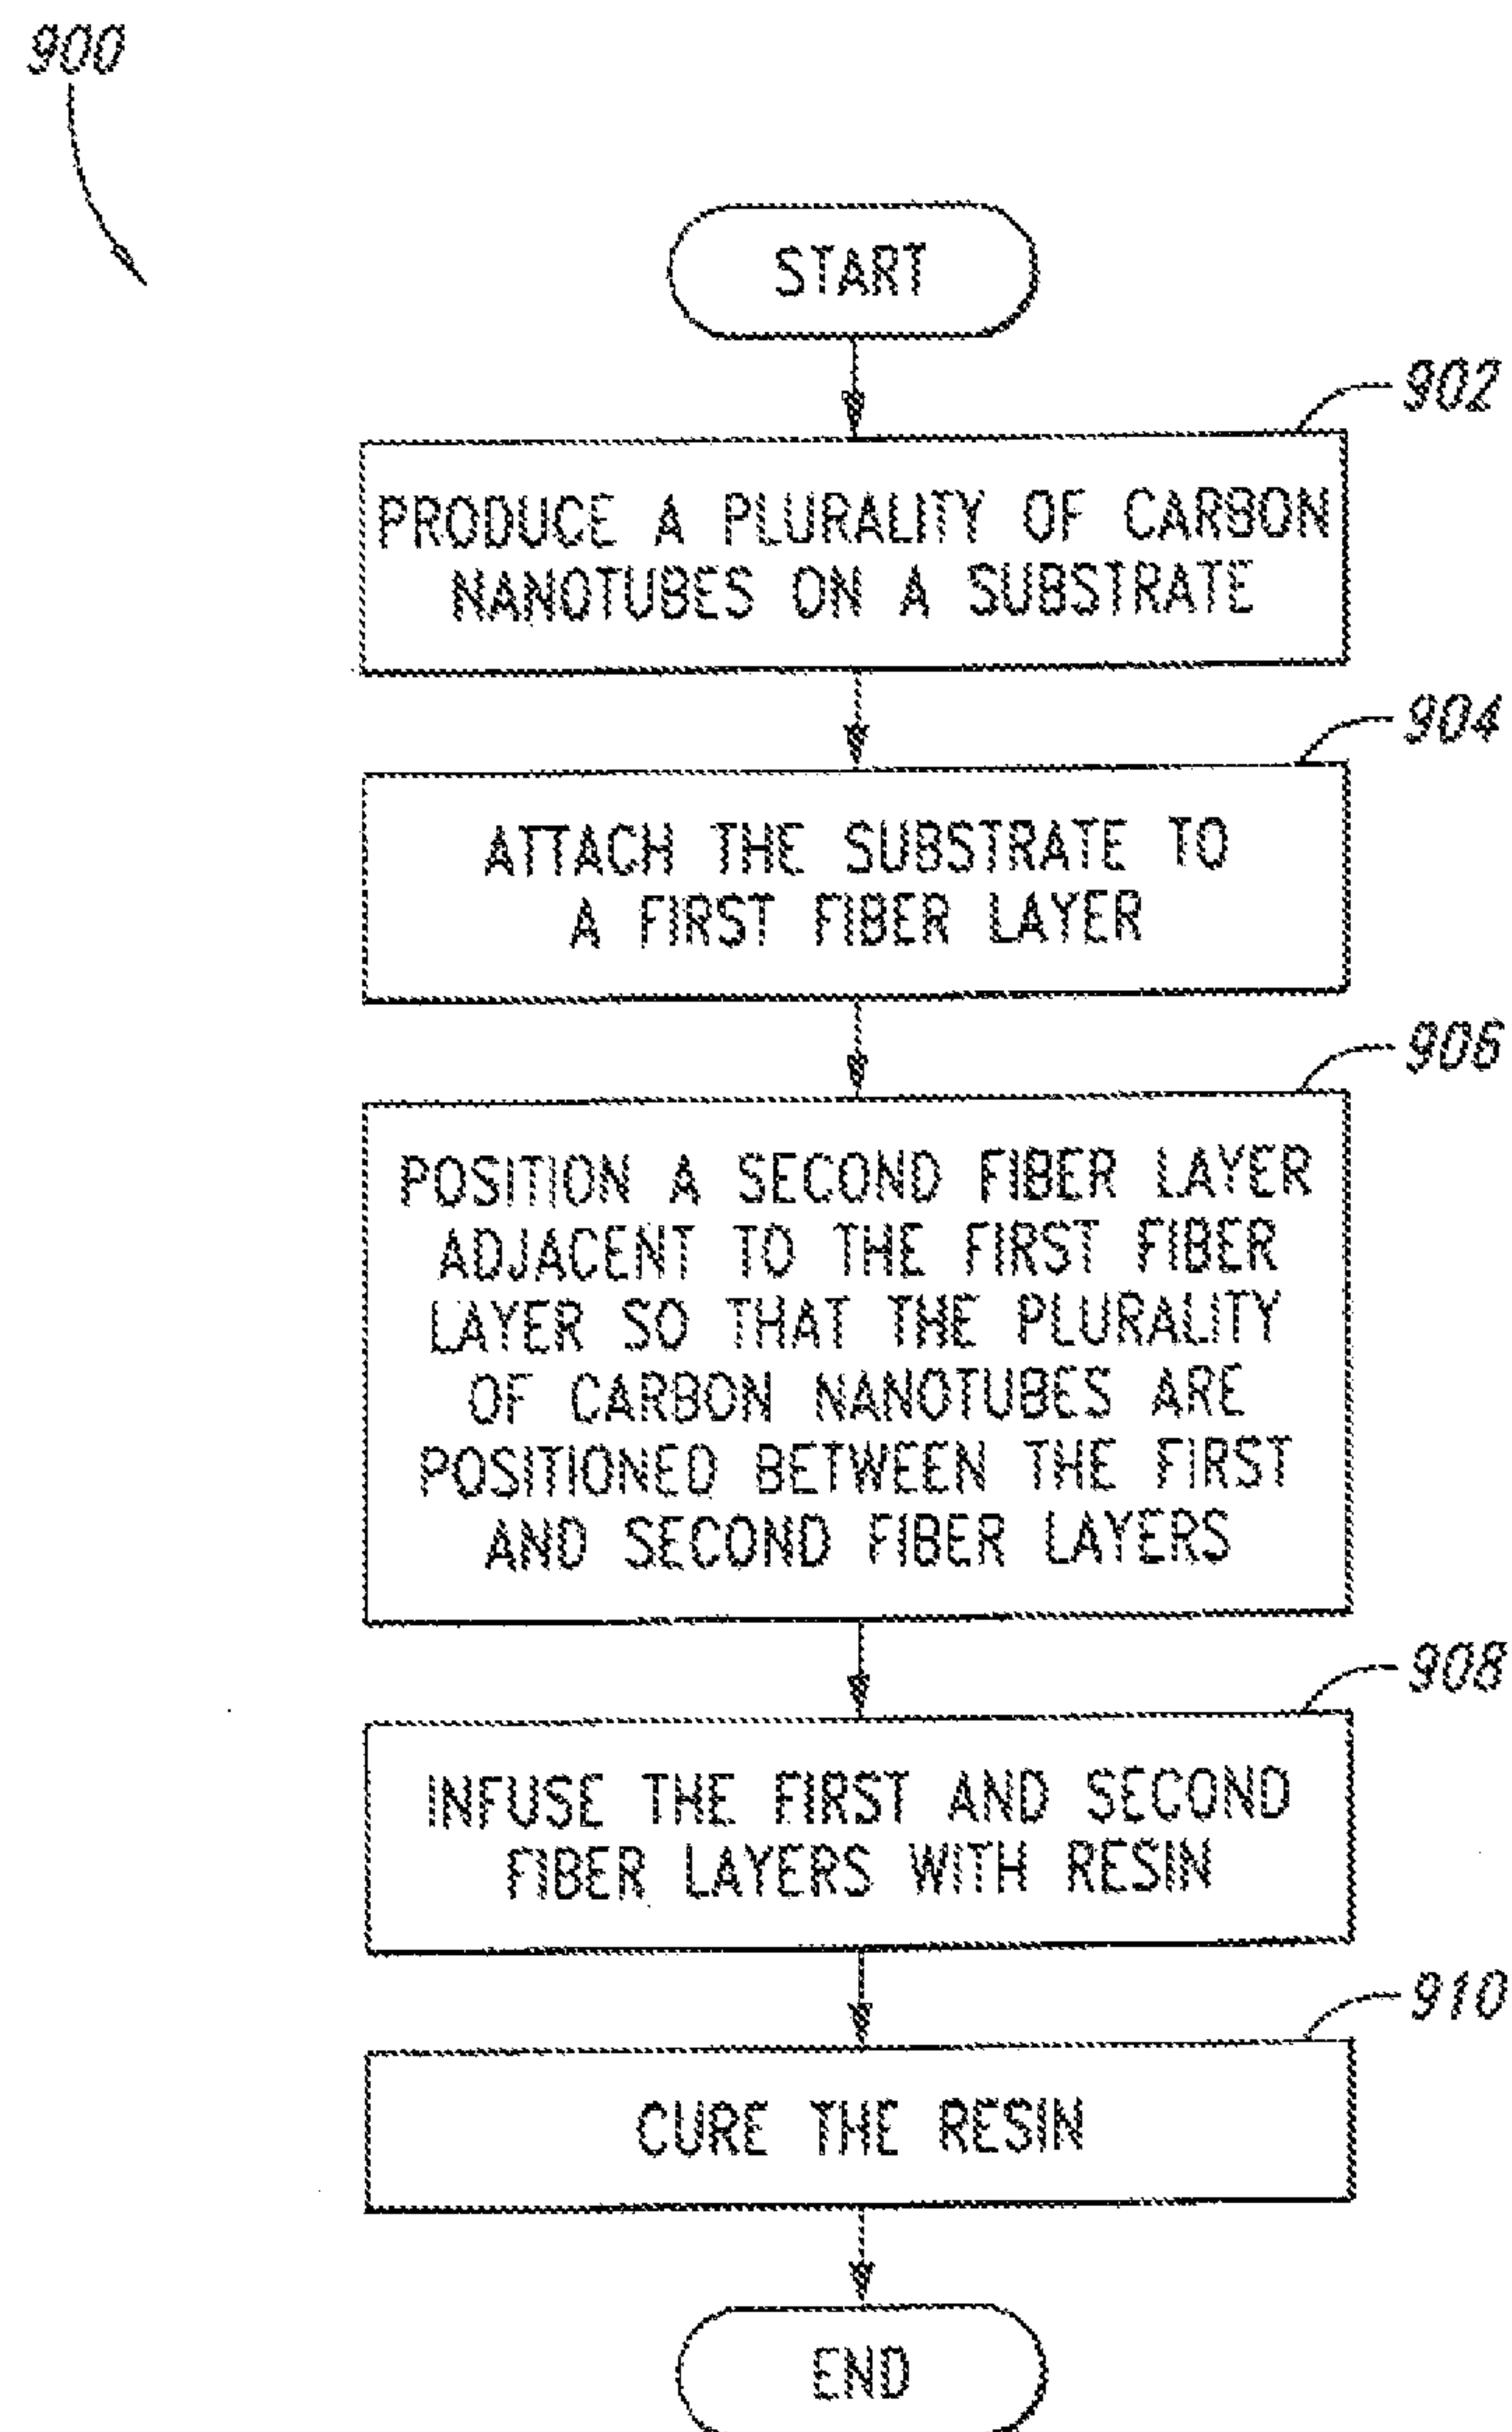 900
START
902
PRODUCE A PLURALITY OF CARBON
NANOTUBES ON A SUBSTRATE
904
ATTACH THE SUBSTRATE TO
A FIRST FIBER LAYER
906
POSITION A SECOND FIBER LAYER
ADJACENT TO THE FIRST FIBER
LAYER SO THAT THE PLURALITY
OF CARBON NANOTUBES ARE
POSITIONED BETWEEN THE FIRST
AND SECOND FIBER LAYERS
908
INFUSE THE FIRST AND SECOND
FIBER LAYERS WITH RESIN
910
CURE THE RESIN
END